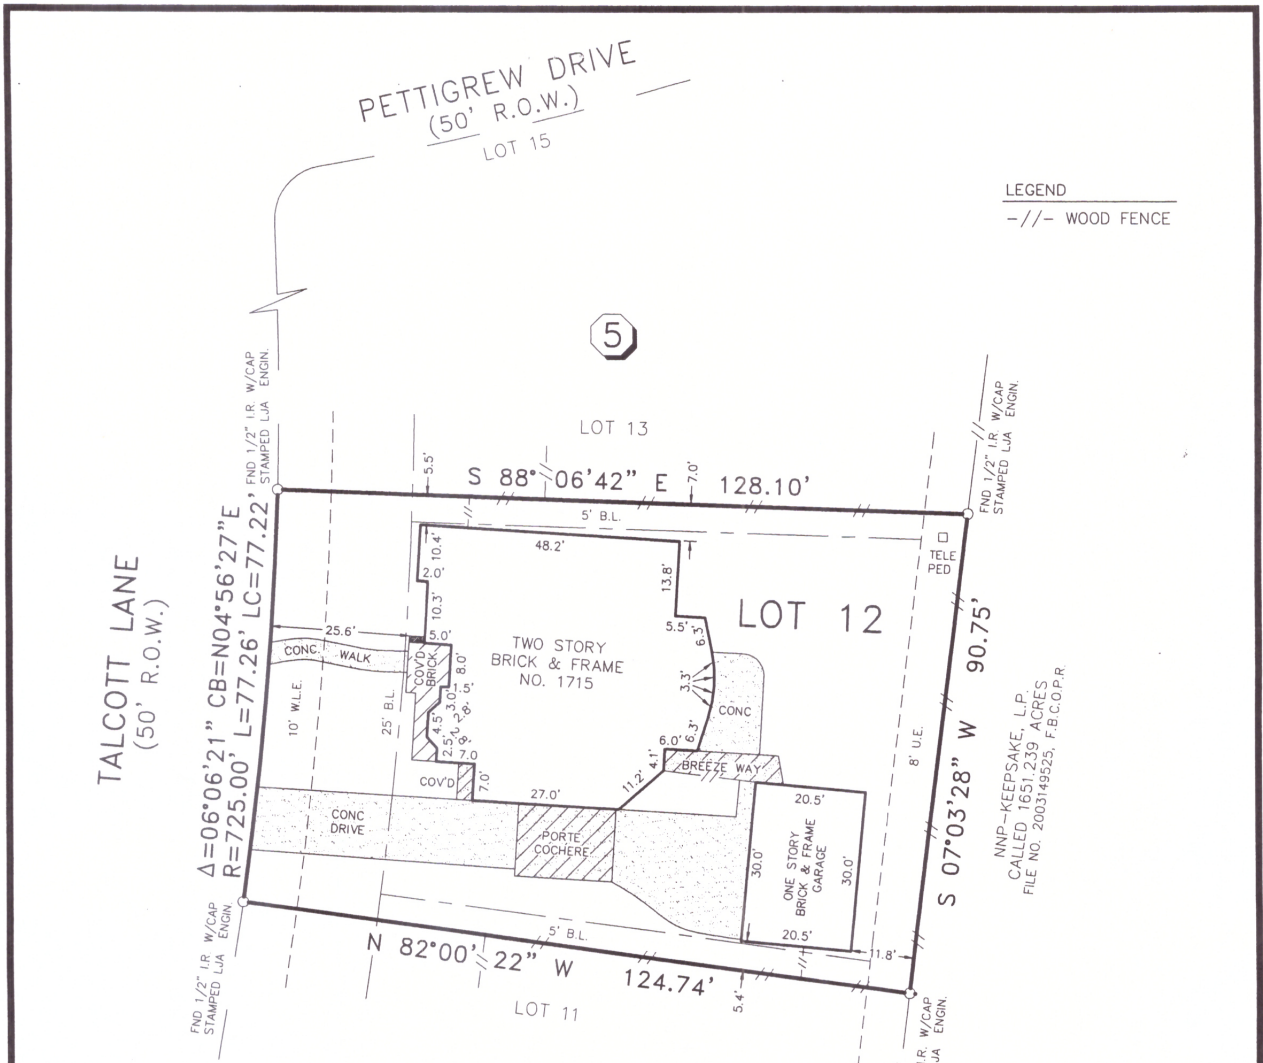 PETTIGREW DRIVE
(50' R.O.W.)
LOT 15
LEGEND
-//- WOOD FENCE
5
LOT 13
FND 1/2" I.R. W/CAP
STAMPED LJA ENGIN.
FND 1/2" I.R. W/CAP
STAMPED LJA ENGIN.
5.5'
S 88° 06'42" E 128.10'
7.0'
5' B.L.
TELE
PED
48.2'
10.4'
2.0'
10.3'
13.8'
5.5'
6.3'
LOT 12
TALCOTT LANE
(50' R.O.W.)
Δ=06°06'21" CB=N04°56'27"E
R=725.00' L=77.26' LC=77.22'
25.6'
5.0'
CONC. WALK
COV'D
BRICK
8.0'
1.5'
3.0'
2.8'
4.5'
2.8'
2.5'
7.0
TWO STORY
BRICK & FRAME
NO. 1715
3.3'
CONC
6.3'
6.0'
4.1'
BREEZE WAY
11.2'
10' W.L.E.
25' B.L.
COV'D
7.0'
27.0'
CONC
DRIVE
PORTE
COCHERE
20.5'
30.0'
ONE STORY
BRICK & FRAME
GARAGE
30.0'
20.5'
8' U.E.
S 07°03'28" W 90.75'
NNP-KEEPSAKE, L.P.
CALLED 1651.239 ACRES
FILE NO. 2003149525, F.B.C.O.P.R.
11.8'
5' B.L.
N 82°00' 22" W 124.74'
5.4'
LOT 11
FND 1/2" I.R. W/CAP
STAMPED LJA ENGIN.
I.R. W/CAP
JA ENGIN.